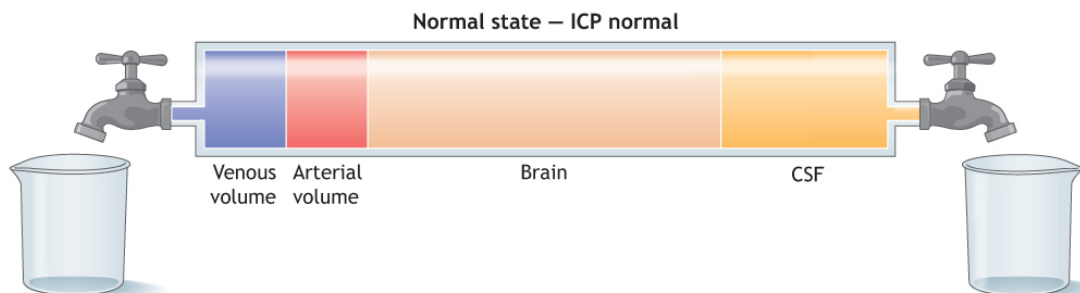 Normal state — ICP normal
Venous
volume
Arterial
volume
Brain
CSF